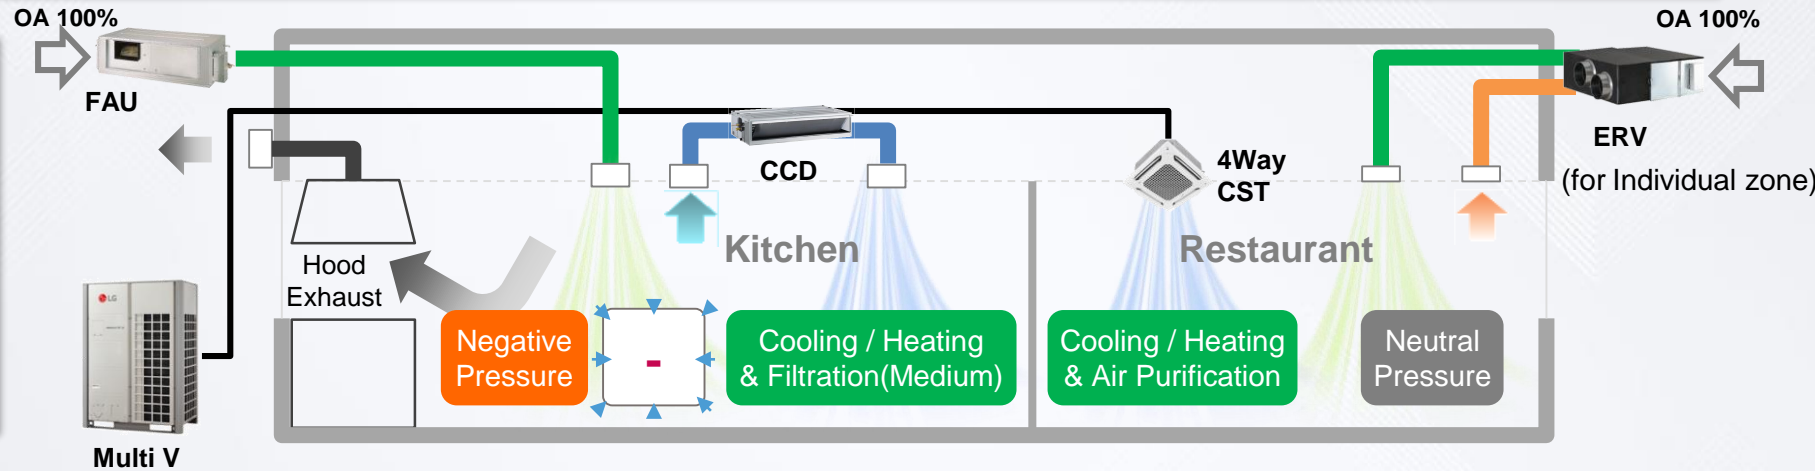 OA 100%
OA 100%
FAU
ERV
(for Individual zone)
CCD
4Way
CST
Kitchen
Restaurant
Hood
Exhaust
LG
Negative
Pressure
-
Cooling / Heating
& Filtration(Medium)
Cooling / Heating
& Air Purification
Neutral
Pressure
Multi V